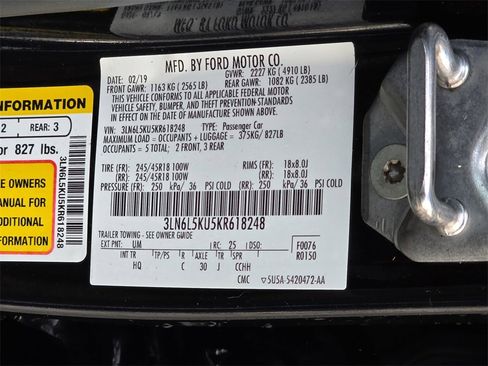 MFD. BY FORD MOTOR CO.
02/19 GVWR: 2227 KG ( 4910 LB)
FRONT GAWR: 1163 KG ( 2565 LB) REAR GAWR: 1082 KG ( 2385 LB)
THIS VEHICLE CONFORMS TO ALL APPLICABLE FEDERAL MOTOR
VEHICLE SAFETY, BUMPER, AND THEFT PREVENTION STANDARDS
IN EFFECT ON THE DATE OF MANUFACTURE SHOWN ABOVE.
VIN: 3LN6L5KU5KR618248 TYPE: Passenger Car
MAXIMUM LOAD = OCCUPANTS + LUGGAGE = 375KG/ 827LB
OCCUPANTS = 5 TOTAL; 2 FRONT, 3 REAR
TIRE (FR): 245/45R18 100W RIMS (FR): 18x8.0J
(RR): 245/45R18 100W (RR): 18x8.0J
PRESSURE (FR) 250 kPa/ 36 PSI COLD (RR) 250 kPa/ 36 PSI COLD
3LN6L5KU5KR618248
TRAILER TOWING - SEE OWNER GUIDE
EXT PNT: UM RC: 25 DSO: F0076
R0150
INT TR TP/PS R AXLE TR SPR
HQ C 30 J CCHH
CMC 5U5A-5420472-AA
INFORMATION
2 REAR: 3
or 827 lbs.
E OWNERS
ANUAL FOR
DDITIONAL
FORMATION
3LN6L5KU5KR618248